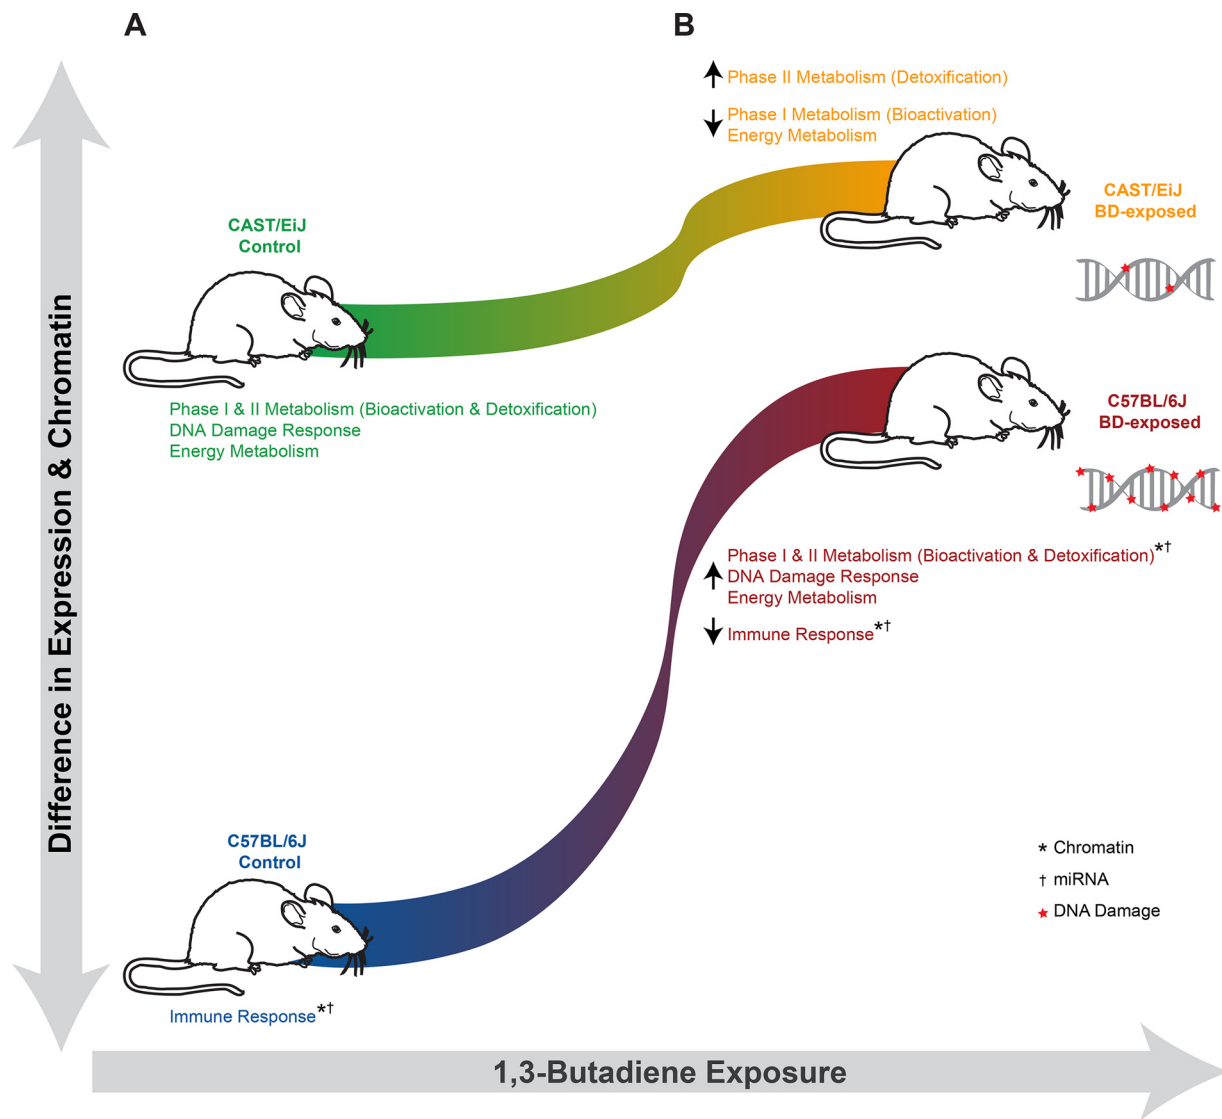 A
B
Phase II Metabolism (Detoxification)
Phase I Metabolism (Bioactivation)
Energy Metabolism
CAST/EiJ
BD-exposed
CAST/EiJ
Control
Phase I & II Metabolism (Bioactivation & Detoxification)
DNA Damage Response
Energy Metabolism
C57BL/6J
BD-exposed
Phase I & II Metabolism (Bioactivation & Detoxification)*†
DNA Damage Response
Energy Metabolism
Immune Response*†
Difference in Expression & Chromatin
C57BL/6J
Control
Immune Response*†
* Chromatin
† miRNA
★ DNA Damage
1,3-Butadiene Exposure